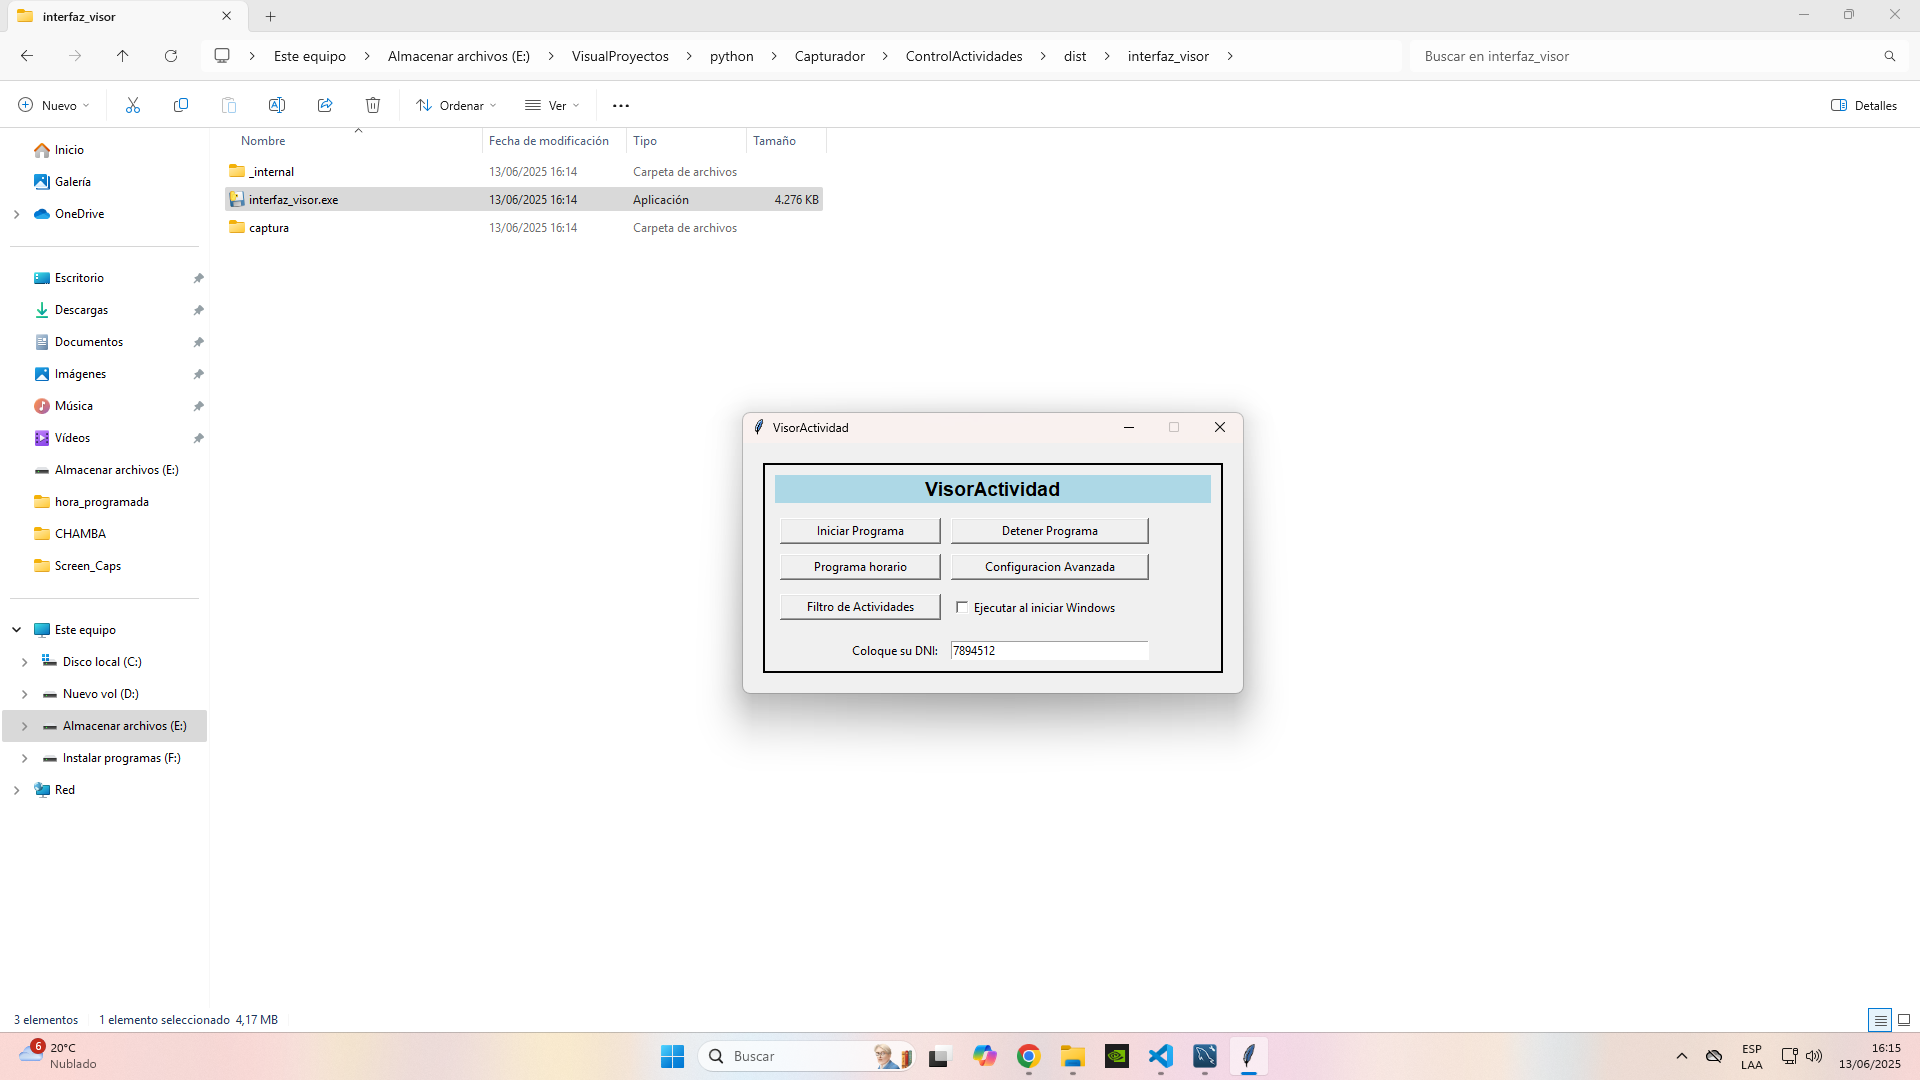 interfaz_visor
Este equipo
Almacenar archivos (E:)
VisualProyectos
python
Capturador
ControlActividades
dist
interfaz_visor
Buscar en interfaz_visor
Nuevo
Ordenar
Ver
Detalles
Nombre
Fecha de modificación
Tipo
Tamaño
_internal
13/06/2025 16:14
Carpeta de archivos
interfaz_visor.exe
13/06/2025 16:14
Aplicación
4.276 KB
captura
13/06/2025 16:14
Carpeta de archivos
Inicio
Galería
OneDrive
Escritorio
Descargas
Documentos
Imágenes
Música
Vídeos
Almacenar archivos (E:)
hora_programada
CHAMBA
Screen_Caps
Este equipo
Disco local (C:)
Nuevo vol (D:)
Almacenar archivos (E:)
Instalar programas (F:)
Red
VisorActividad
VisorActividad
Iniciar Programa
Detener Programa
Programa horario
Configuracion Avanzada
Filtro de Actividades
Ejecutar al iniciar Windows
Coloque su DNI:
7894512
3 elementos
1 elemento seleccionado 4,17 MB
6
20°C
Nublado
Buscar
ESP
LAA
16:15
13/06/2025